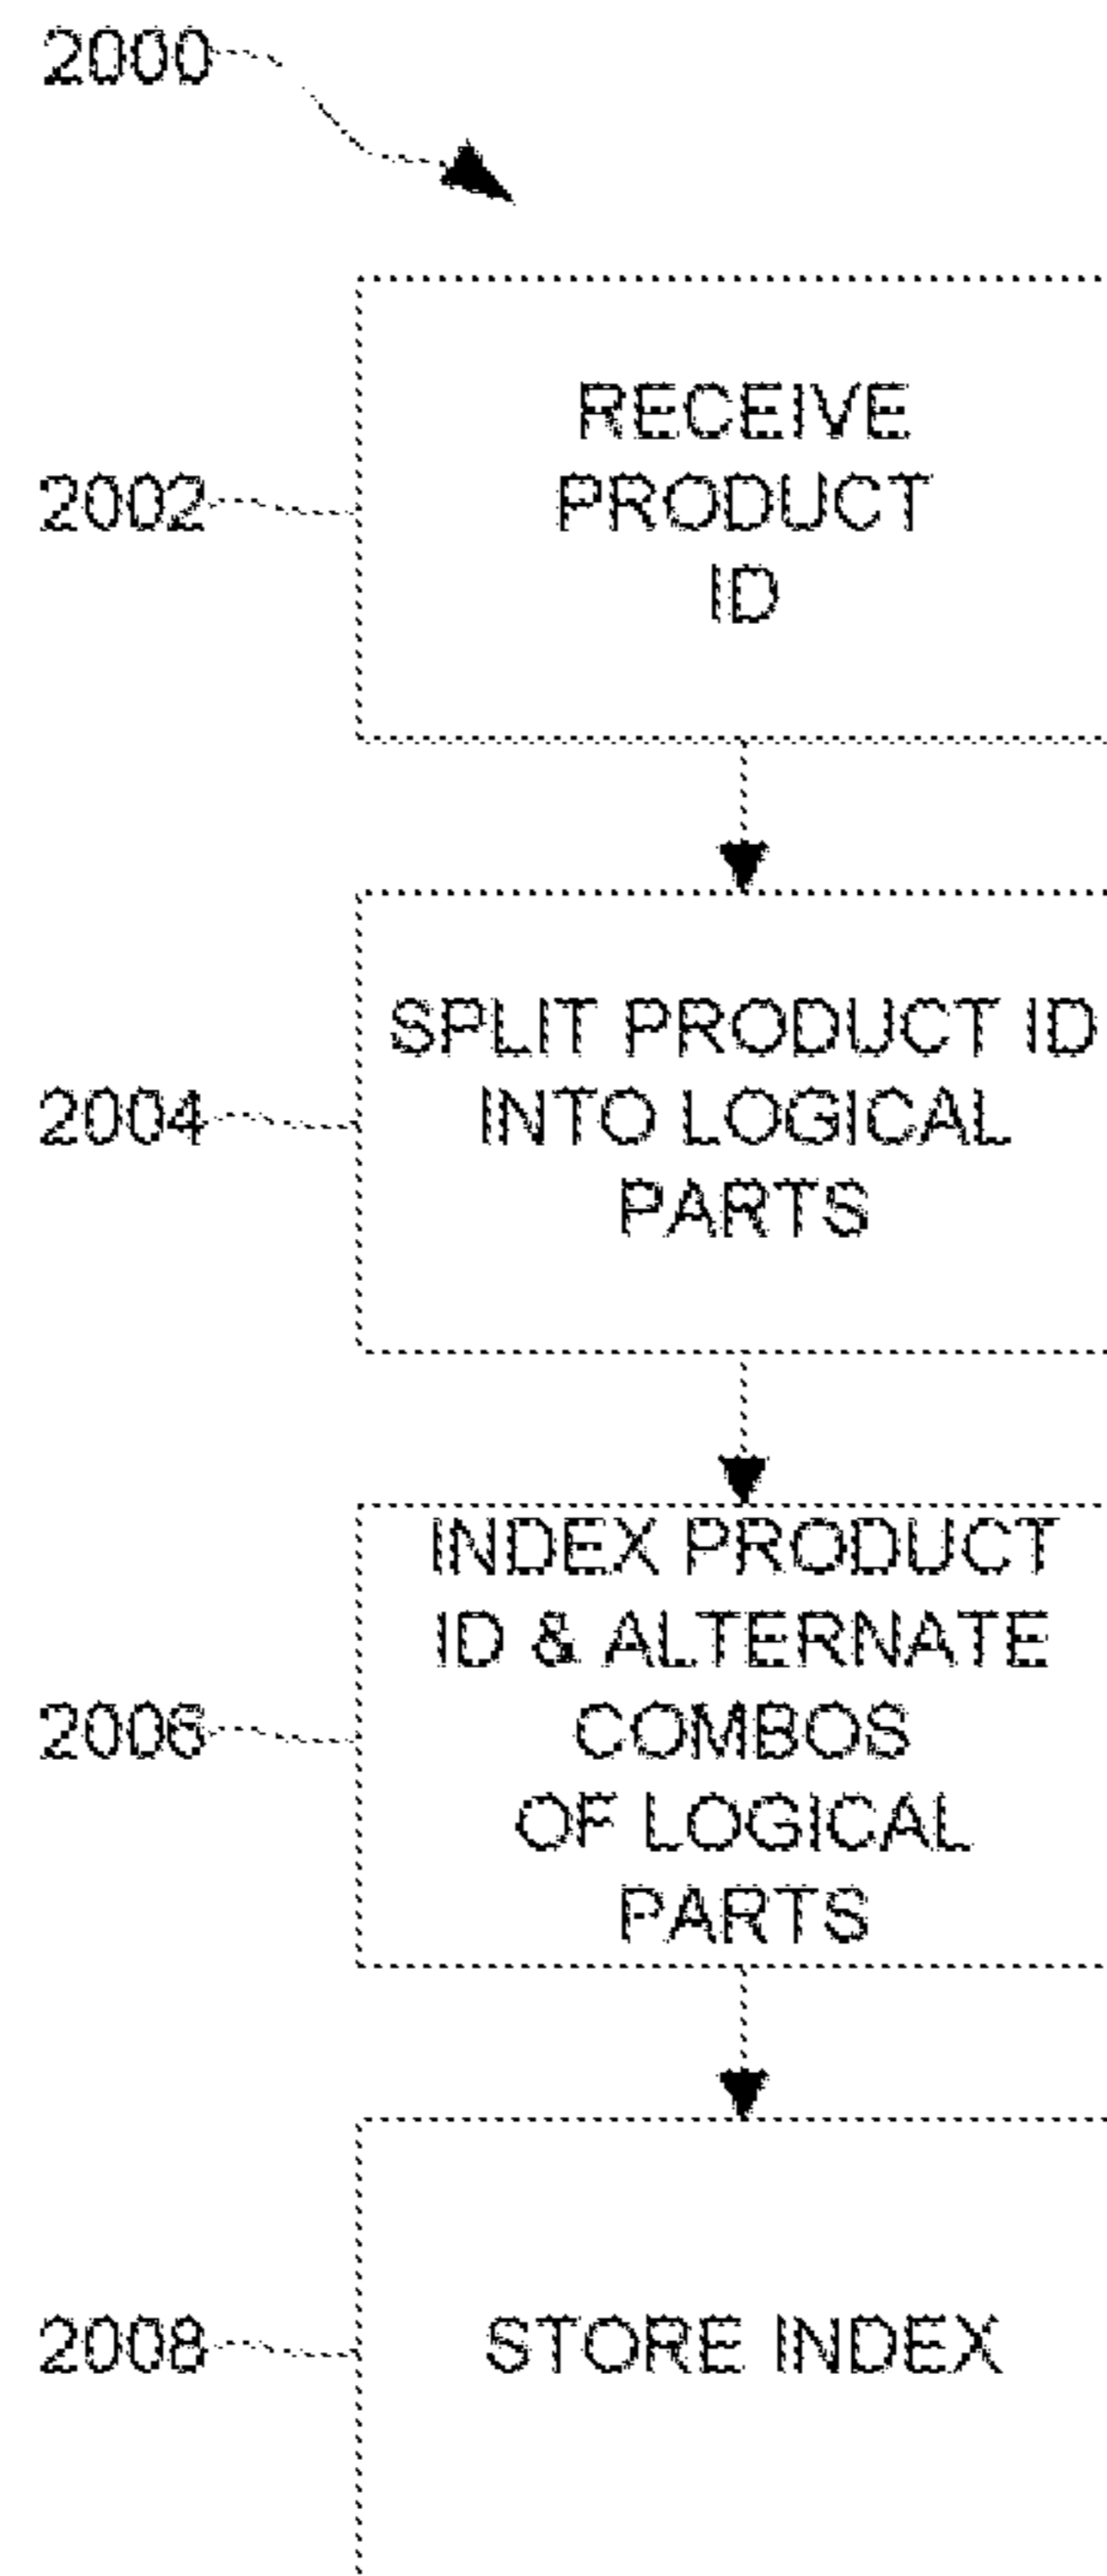 2000
RECEIVE
2002
PRODUCT
ID
SPLIT PRODUCT ID
2004
INTO LOGICAL
PARTS
INDEX PRODUCT
ID & ALTERNATE
2006
COMBOS
OF LOGICAL
PARTS
2008
STORE INDEX